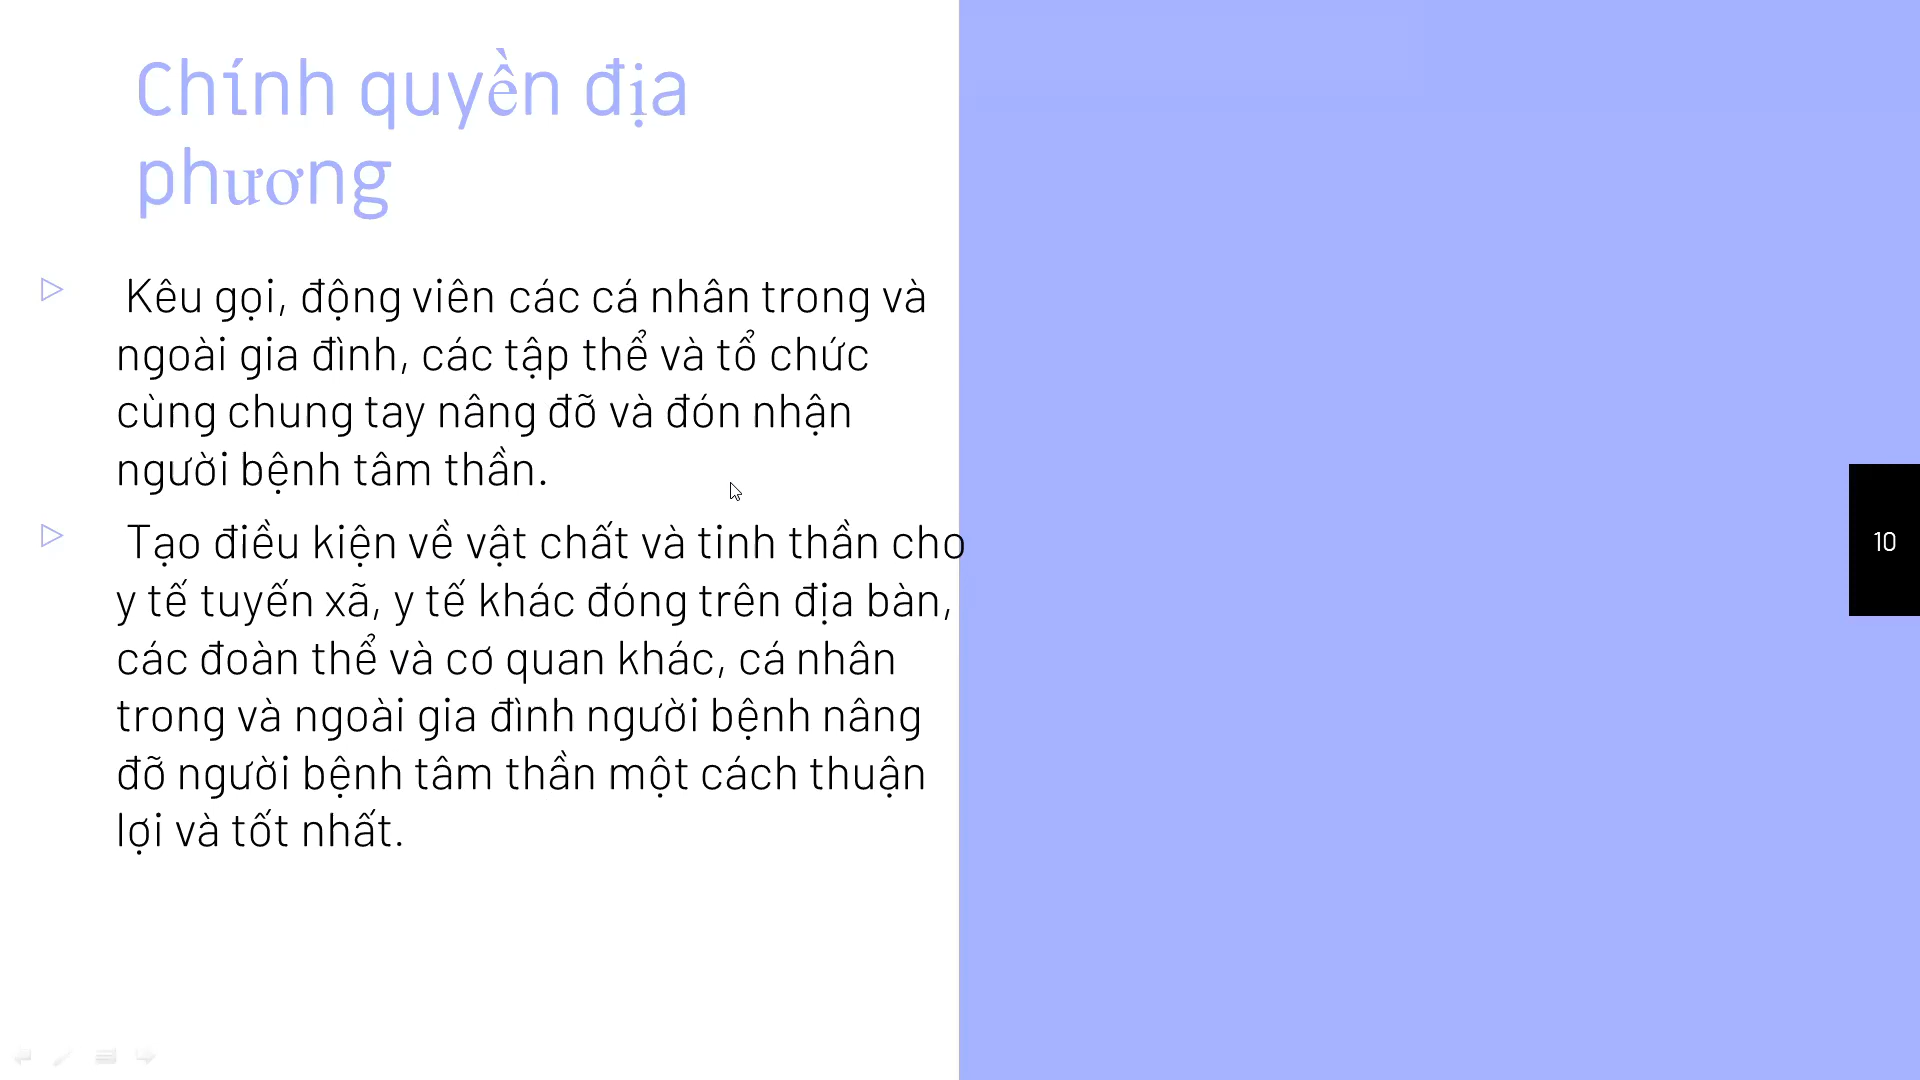 Chính quyền địa
phương
Kêu gọi, động viên các cá nhân trong và
ngoài gia đình, các tập thể và tổ chức
cùng chung tay nâng đỡ và đón nhận
người bệnh tâm thần.
Tạo điều kiện về vật chất và tinh thần cho
y tế tuyến xã, y tế khác đóng trên địa bàn,
các đoàn thể và cơ quan khác, cá nhân
trong và ngoài gia đình người bệnh nâng
đỡ người bệnh tâm thần một cách thuận
lợi và tốt nhất.
10